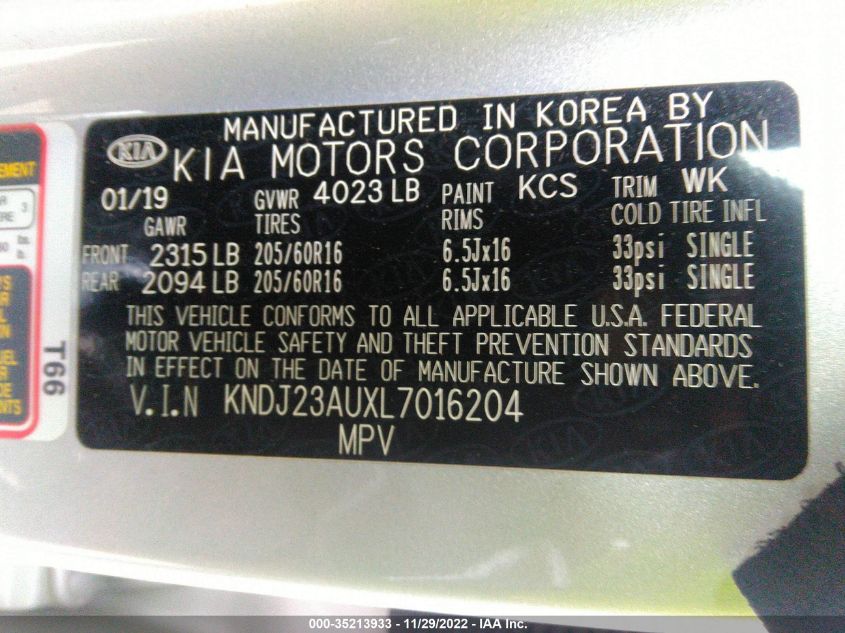 MANUFACTURED IN KOREA BY
KIA KIA MOTORS CORPORATION
01/19 GVWR 4023 LB PAINT KCS TRIM WK
GAWR TIRES RIMS COLD TIRE INFL
FRONT 2315 LB 205/60R16 6.5Jx16 33psi SINGLE
REAR 2094 LB 205/60R16 6.5Jx16 33psi SINGLE
THIS VEHICLE CONFORMS TO ALL APPLICABLE U.S.A. FEDERAL
MOTOR VEHICLE SAFETY AND THEFT PREVENTION STANDARDS
IN EFFECT ON THE DATE OF MANUFACTURE SHOWN ABOVE.
V.I.N KNDJ23AUXL7016204
MPV
T66
000-35213933 - 11/29/2022 - IAA Inc.